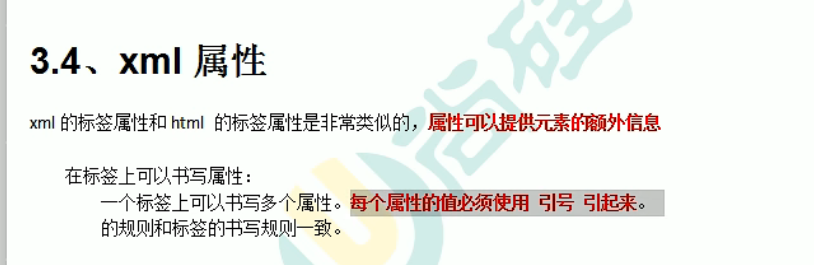 3.4、xml 属性
xml 的标签属性和 html 的标签属性是非常类似的，属性可以提供元素的额外信息
在标签上可以书写属性：
一个标签上可以书写多个属性。每个属性的值必须使用 引号 引起来。
的规则和标签的书写规则一致。
尚硅